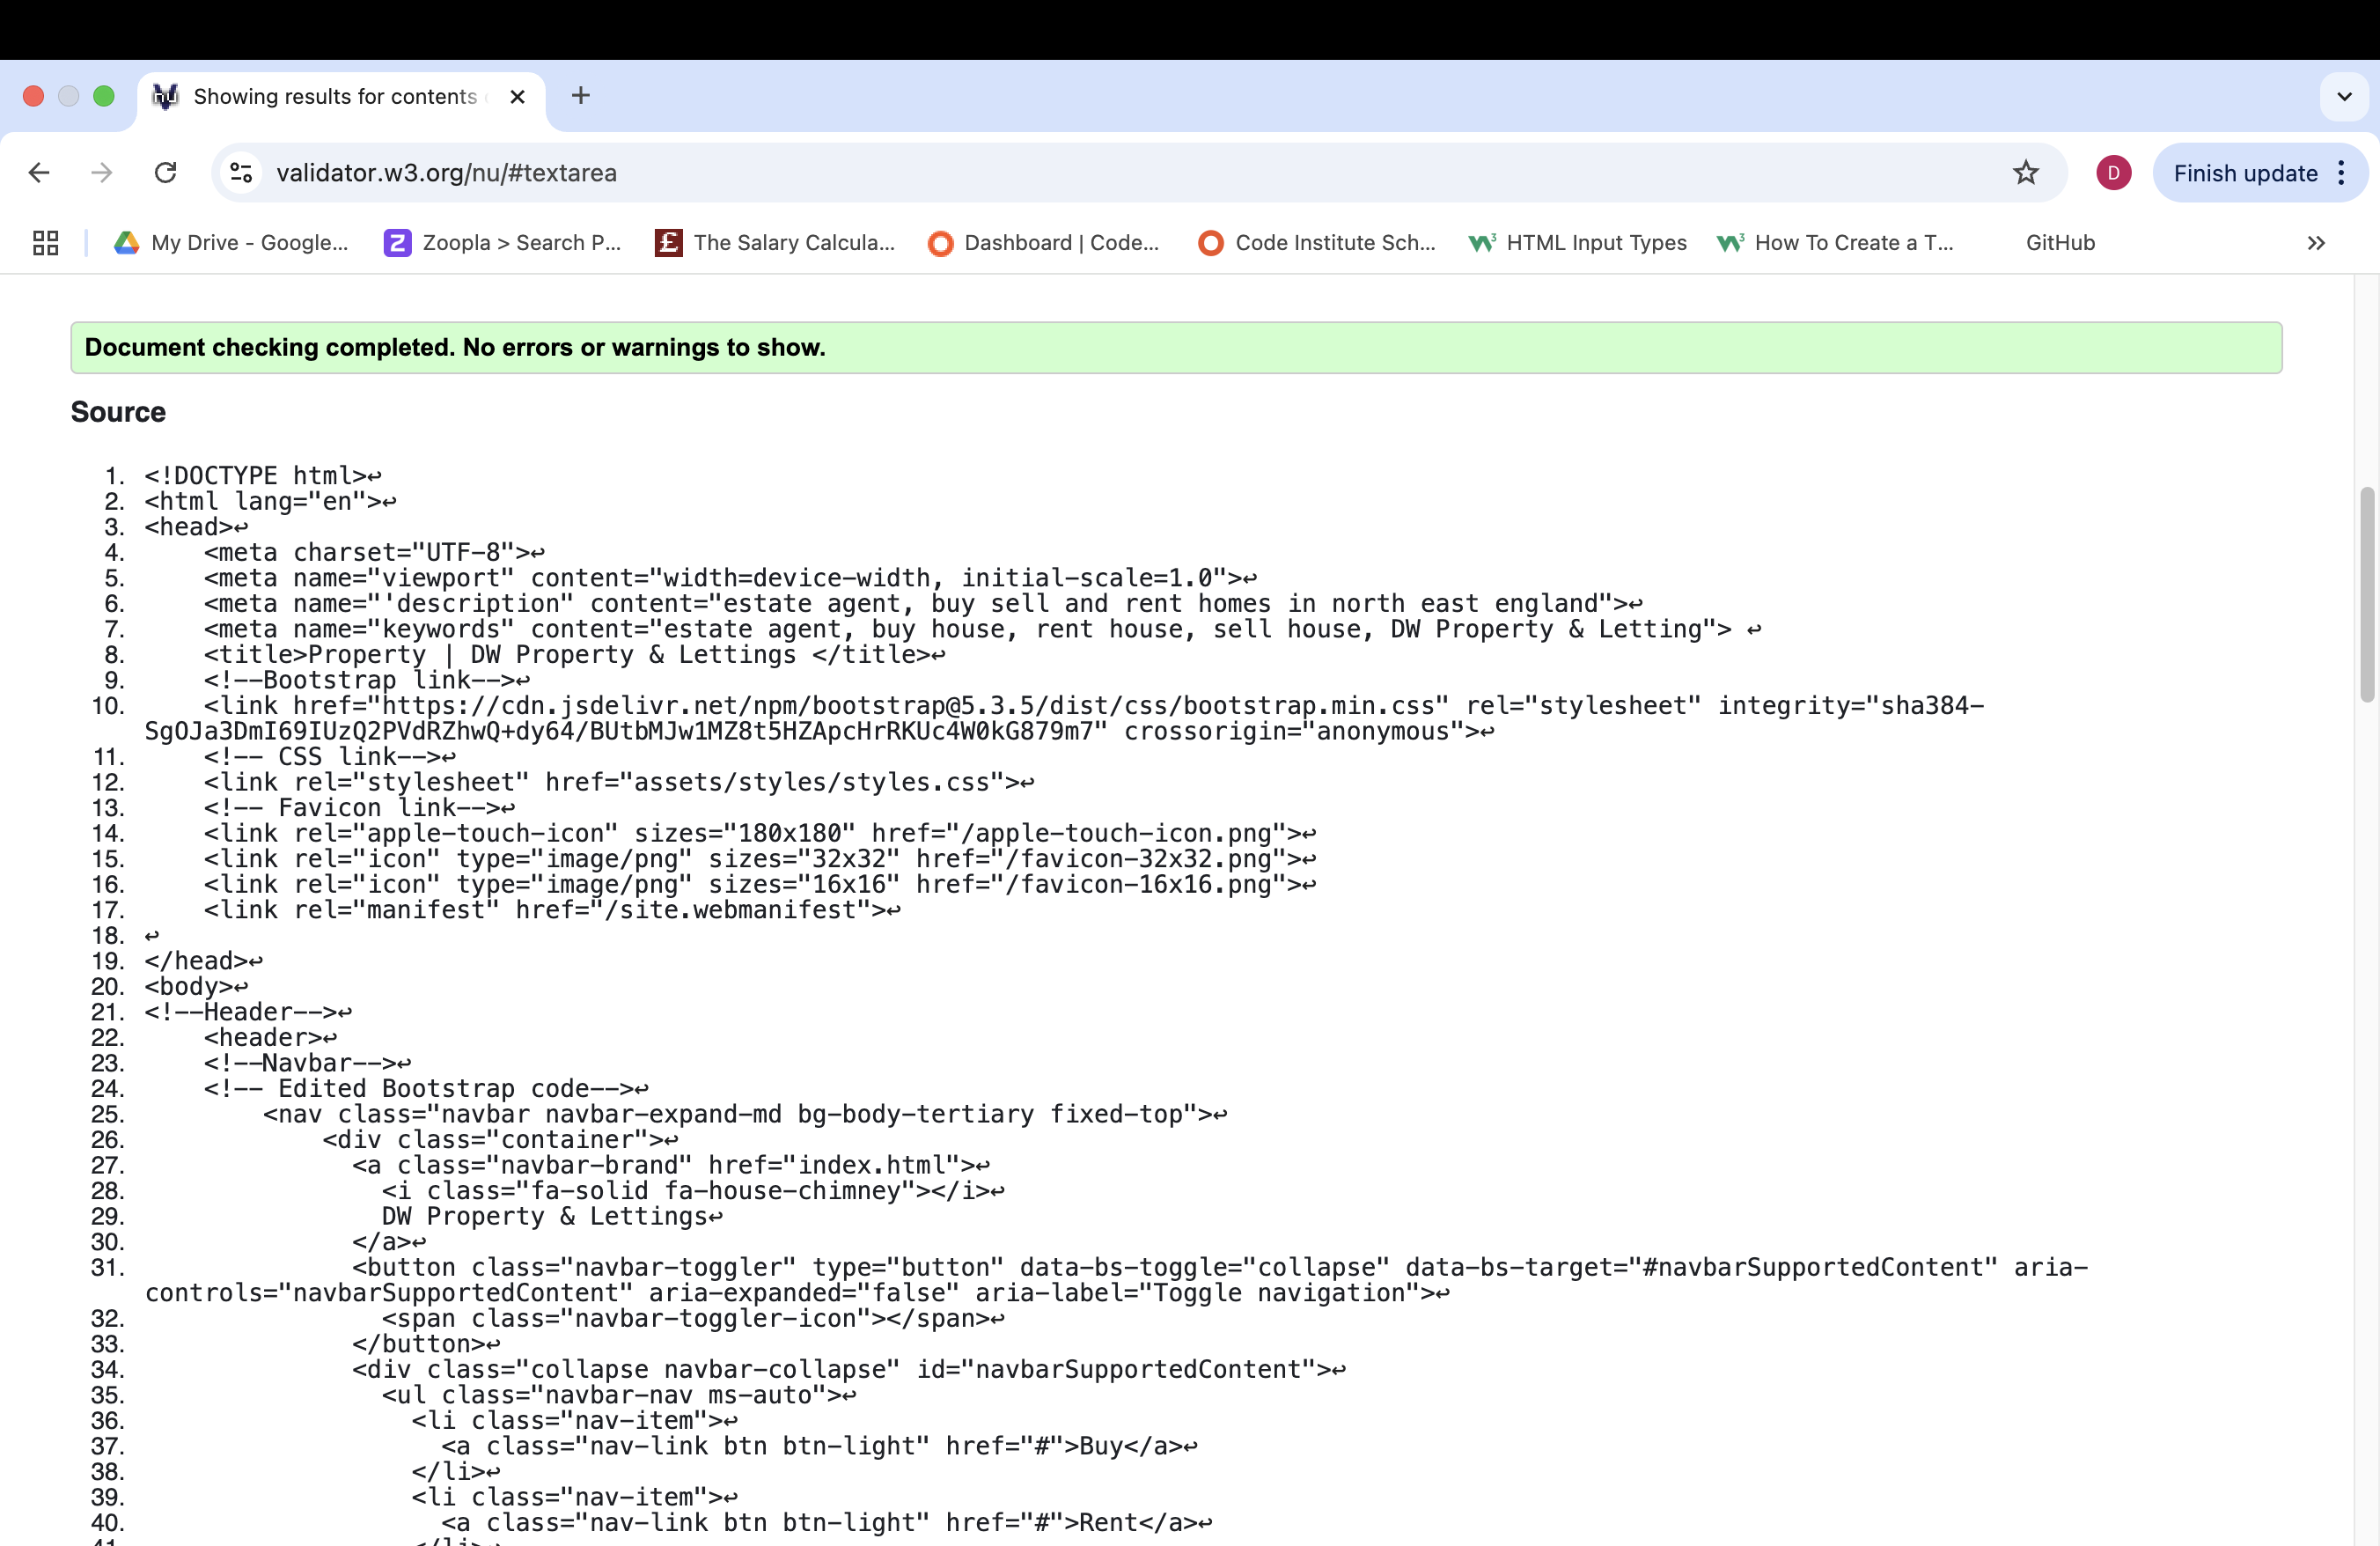 Showing results for contents
validator.w3.org/nu/#textarea
D
Finish update
My Drive - Google...
Zoopla > Search P...
The Salary Calcula...
Dashboard | Code...
Code Institute Sch...
HTML Input Types
How To Create a T...
GitHub
Document checking completed. No errors or warnings to show.
Source
1. <!DOCTYPE html>↩
2. <html lang="en">↩
3. <head>↩
4. <meta charset="UTF-8">↩
5. <meta name="viewport" content="width=device-width, initial-scale=1.0">↩
6. <meta name="'description" content="estate agent, buy sell and rent homes in north east england">↩
7. <meta name="keywords" content="estate agent, buy house, rent house, sell house, DW Property & Letting"> ↩
8. <title>Property | DW Property & Lettings </title>↩
9. <!--Bootstrap link-->↩
10. <link href="https://cdn.jsdelivr.net/npm/bootstrap@5.3.5/dist/css/bootstrap.min.css" rel="stylesheet" integrity="sha384-
SgOJa3DmI69IUzQ2PVdRZhwQ+dy64/BUtbMJw1MZ8t5HZApcHrRKUc4W0kG879m7" crossorigin="anonymous">↩
11. <!-- CSS link-->↩
12. <link rel="stylesheet" href="assets/styles/styles.css">↩
13. <!-- Favicon link-->↩
14. <link rel="apple-touch-icon" sizes="180x180" href="/apple-touch-icon.png">↩
15. <link rel="icon" type="image/png" sizes="32x32" href="/favicon-32x32.png">↩
16. <link rel="icon" type="image/png" sizes="16x16" href="/favicon-16x16.png">↩
17. <link rel="manifest" href="/site.webmanifest">↩
18. ↩
19. </head>↩
20. <body>↩
21. <!--Header-->↩
22. <header>↩
23. <!--Navbar-->↩
24. <!-- Edited Bootstrap code-->↩
25. <nav class="navbar navbar-expand-md bg-body-tertiary fixed-top">↩
26. <div class="container">↩
27. <a class="navbar-brand" href="index.html">↩
28. <i class="fa-solid fa-house-chimney"></i>↩
29. DW Property & Lettings↩
30. </a>↩
31. <button class="navbar-toggler" type="button" data-bs-toggle="collapse" data-bs-target="#navbarSupportedContent" aria-
controls="navbarSupportedContent" aria-expanded="false" aria-label="Toggle navigation">↩
32. <span class="navbar-toggler-icon"></span>↩
33. </button>↩
34. <div class="collapse navbar-collapse" id="navbarSupportedContent">↩
35. <ul class="navbar-nav ms-auto">↩
36. <li class="nav-item">↩
37. <a class="nav-link btn btn-light" href="#">Buy</a>↩
38. </li>↩
39. <li class="nav-item">↩
40. <a class="nav-link btn btn-light" href="#">Rent</a>↩